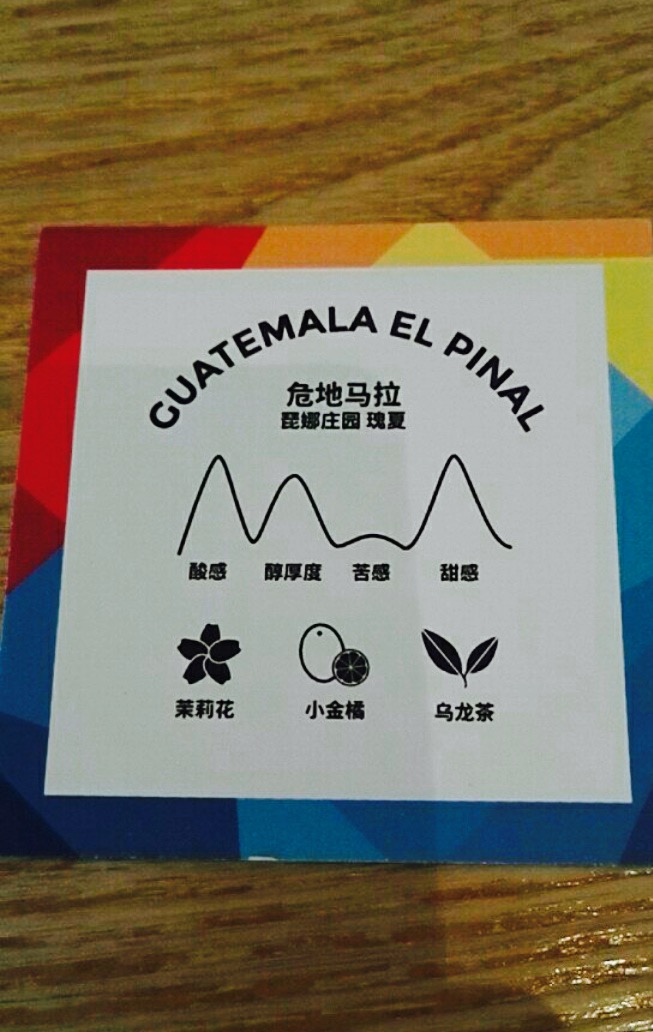 GUATEMALA EL PINAL
危地马拉
琵娜庄园 瑰夏
酸感 醇厚度 苦感 甜感
茉莉花 小金橘 乌龙茶